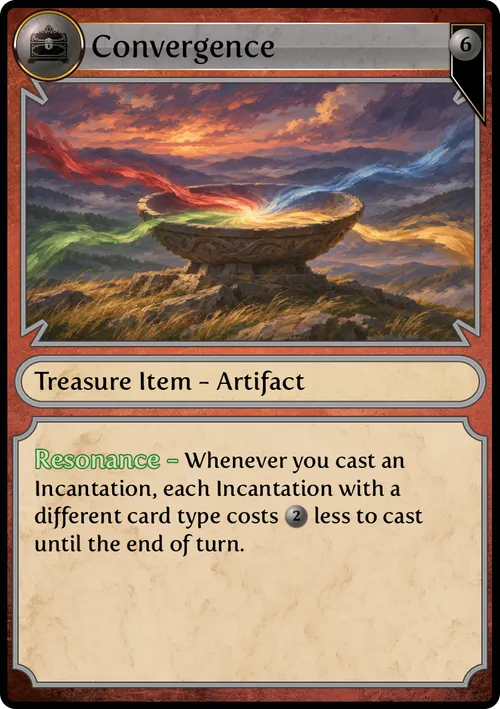 Convergence
6
Treasure Item - Artifact
Resonance - Whenever you cast an
Incantation, each Incantation with a
different card type costs 2 less to cast
until the end of turn.